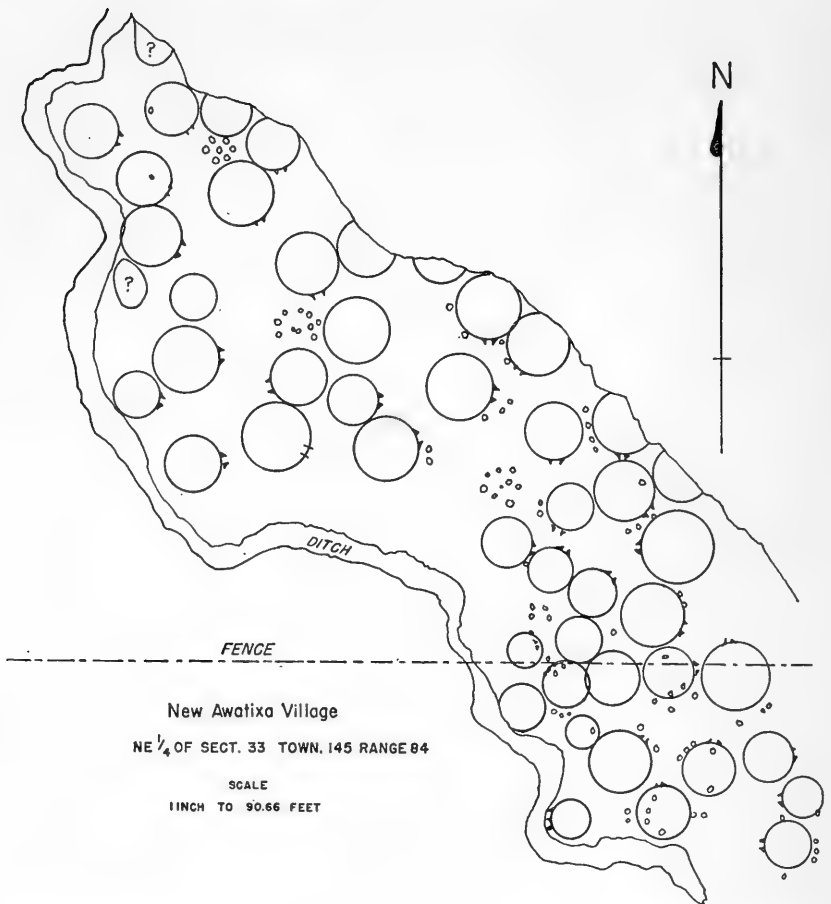 ?
N
?
DITCH
FENCE
New Awatixa Village
NE 1/4 OF SECT. 33 TOWN. 145 RANGE 84
SCALE
1 INCH TO 90.66 FEET